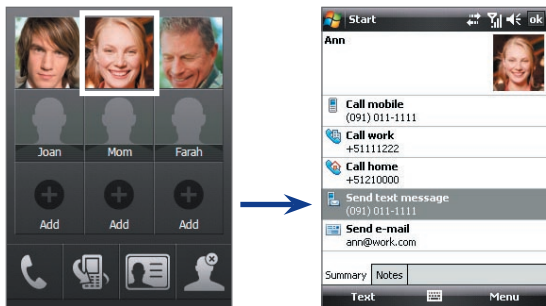 Joan Mom Farah
Add Add Add
Start ok
Ann
Call mobile
(091) 011-1111
Call work
+51111222
Call home
+51210000
Send text message
(091) 011-1111
Send e-mail
ann@work.com
Summary Notes
Text Menu